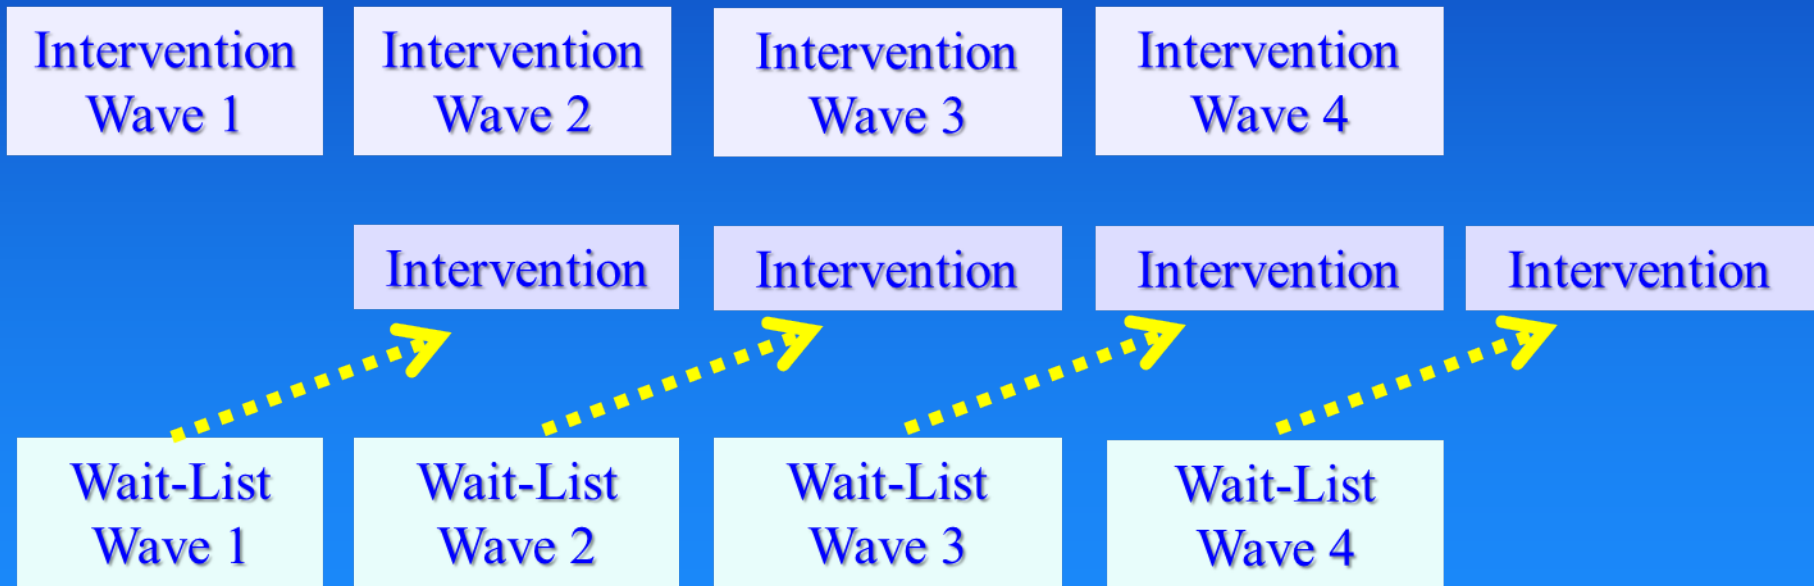 Intervention
Wave 1
Intervention
Wave 2
Intervention
Wave 3
Intervention
Wave 4
Intervention
Intervention
Intervention
Intervention
Wait-List
Wave 1
Wait-List
Wave 2
Wait-List
Wave 3
Wait-List
Wave 4